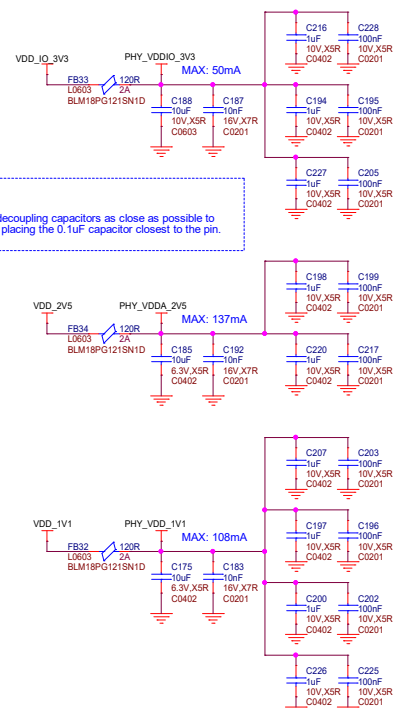 C216
1uF
10V,X5R
C0402
C228
100nF
10V,X5R
C0201
VDD_IO_3V3
PHY_VDDIO_3V3
MAX: 50mA
FB33
120R
L0603
2A
BLM18PG121SN1D
C188
10uF
10V,X5R
C0603
C187
10nF
16V,X7R
C0201
C194
1uF
10V,X5R
C0402
C195
100nF
10V,X5R
C0201
C227
1uF
10V,X5R
C0402
C205
100nF
10V,X5R
C0201
decoupling capacitors as close as possible to
placing the 0.1uF capacitor closest to the pin.
C198
1uF
10V,X5R
C0402
C199
100nF
10V,X5R
C0201
VDD_2V5
PHY_VDDA_2V5
MAX: 137mA
FB34
120R
L0603
2A
BLM18PG121SN1D
C185
10uF
6.3V,X5R
C0402
C192
10nF
16V,X7R
C0201
C220
1uF
10V,X5R
C0402
C217
100nF
10V,X5R
C0201
C207
1uF
10V,X5R
C0402
C203
100nF
10V,X5R
C0201
VDD_1V1
PHY_VDD_1V1
MAX: 108mA
FB32
120R
L0603
2A
BLM18PG121SN1D
C175
10uF
6.3V,X5R
C0402
C183
10nF
16V,X7R
C0201
C197
1uF
10V,X5R
C0402
C196
100nF
10V,X5R
C0201
C200
1uF
10V,X5R
C0402
C202
100nF
10V,X5R
C0201
C226
1uF
10V,X5R
C0402
C225
100nF
10V,X5R
C0201